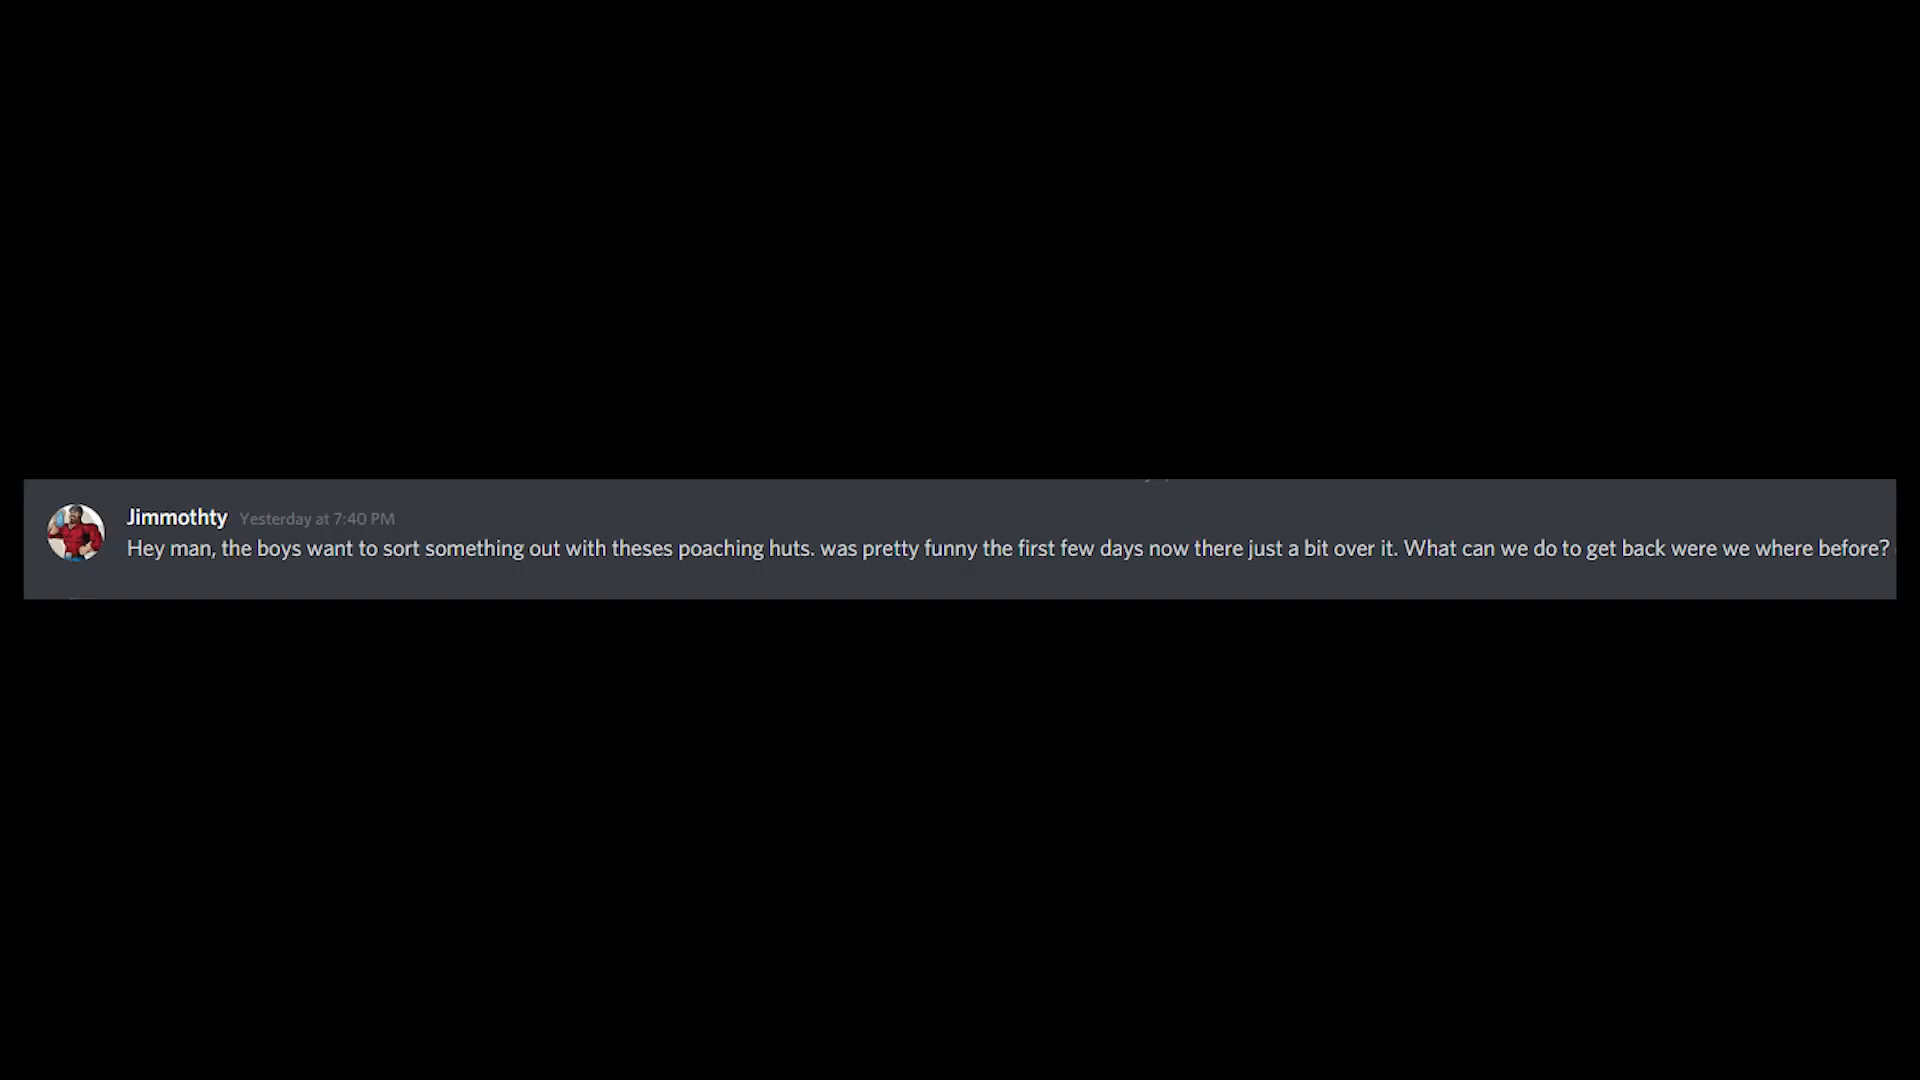 Jimmothty Yesterday at 7:40 PM
Hey man, the boys want to sort something out with theses poaching huts. was pretty funny the first few days now there just a bit over it. What can we do to get back were we where before?